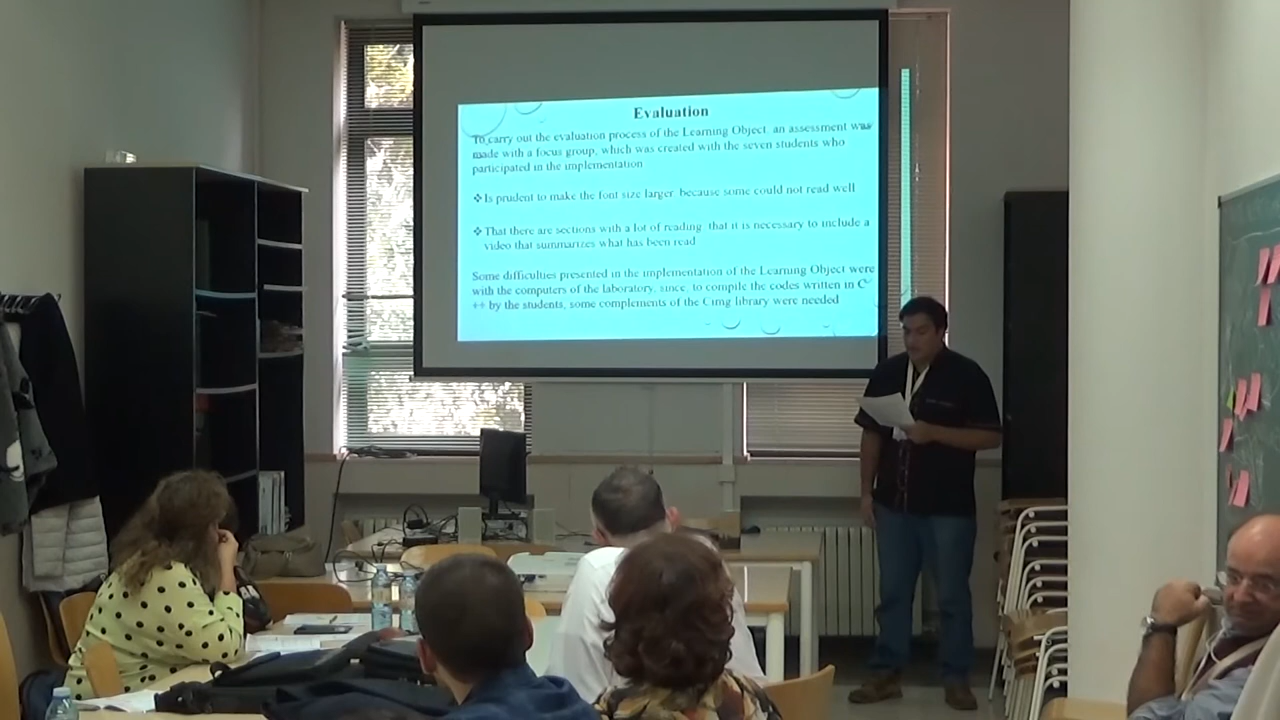 Evaluation
To carry out the evaluation process of the Learning Object, an assessment was
made with a focus group, which was created with the seven students who
participated in the implementation
❖Is prudent to make the font size larger, because some could not read well
❖That there are sections with a lot of reading, that it is necessary to include a
video that summarizes what has been read
Some difficulties presented in the implementation of the Learning Object were
with the computers of the laboratory, since, to compile the codes written in C
++ by the students, some complements of the Cimg library were needed